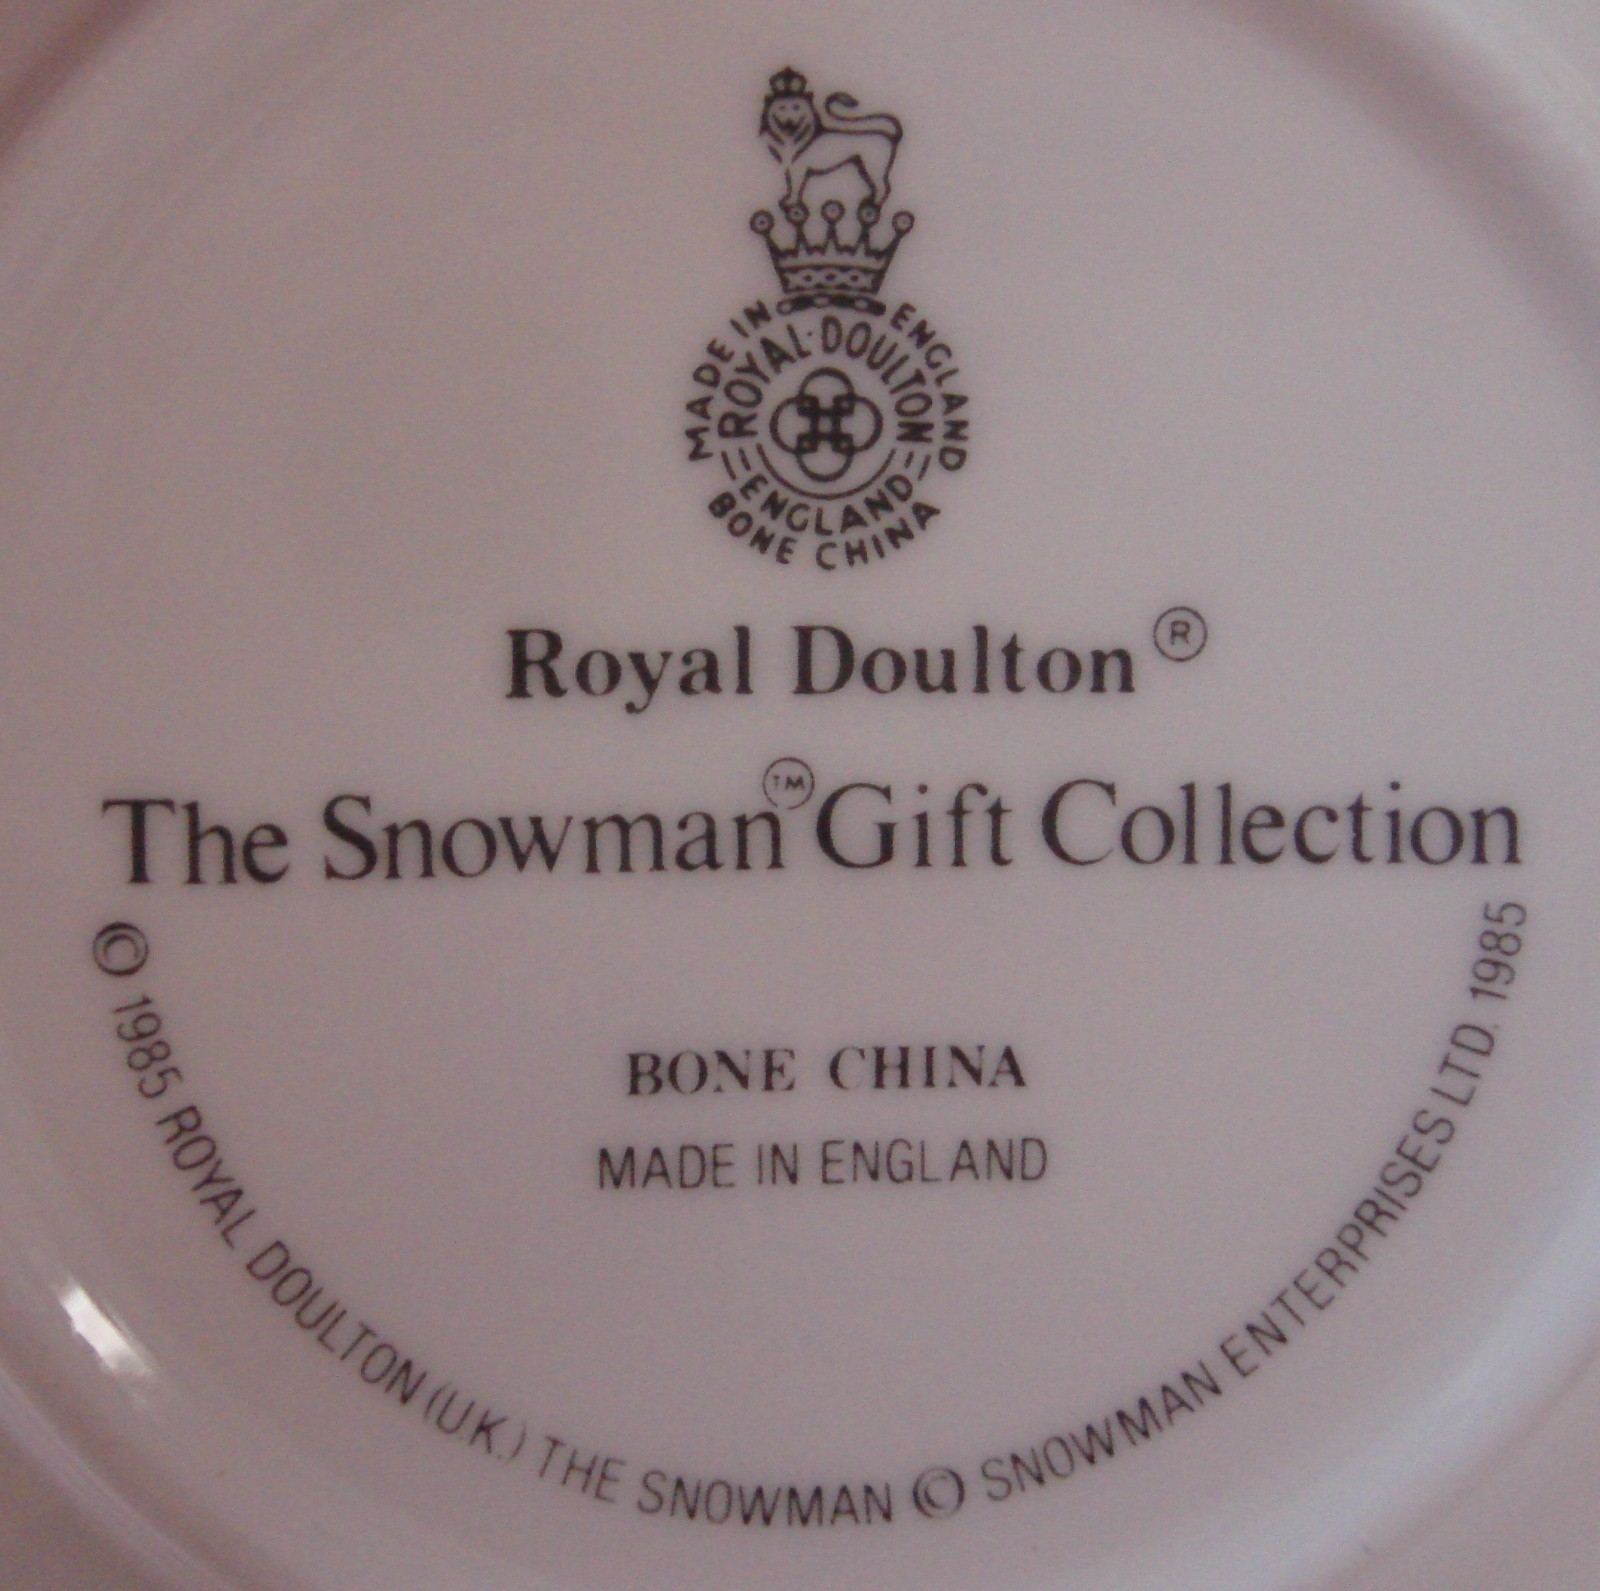 MADE IN ENGLAND
ROYAL·DOULTON
ENGLAND
BONE CHINA
Royal Doulton®
The Snowman™ Gift Collection
BONE CHINA
MADE IN ENGLAND
© 1985 ROYAL DOULTON (UK.) THE SNOWMAN © SNOWMAN ENTERPRISES LTD. 1985